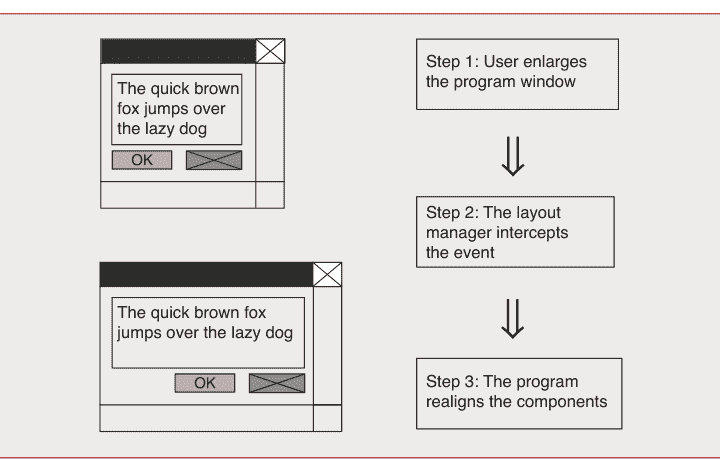 The quick brown
fox jumps over
the lazy dog
OK
Step 1: User enlarges
the program window
Step 2: The layout
manager intercepts
the event
The quick brown fox
jumps over the lazy dog
OK
Step 3: The program
realigns the components